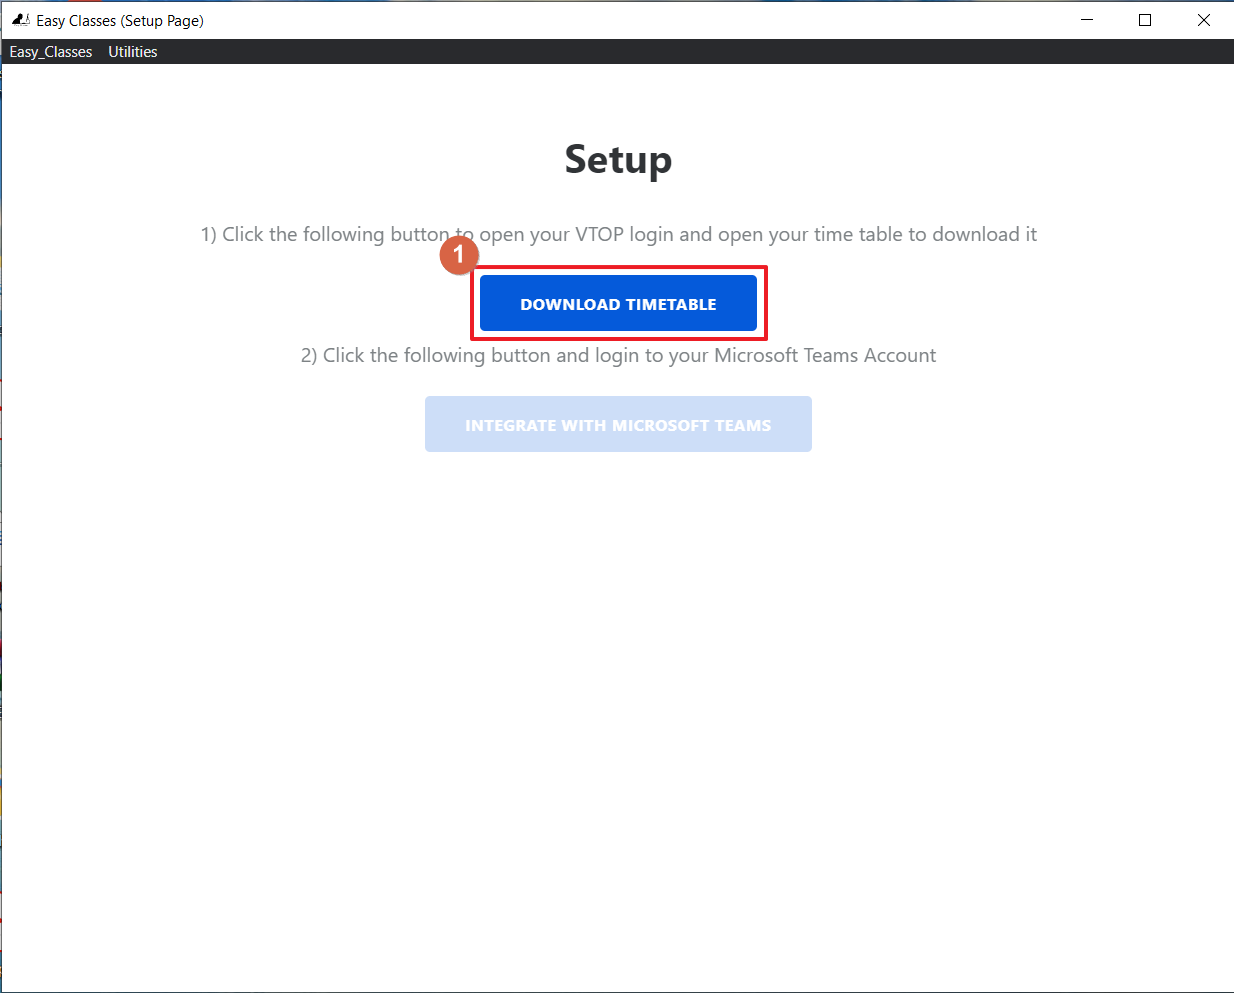 Easy Classes (Setup Page)
Easy_Classes Utilities
Setup
1) Click the following button to open your VTOP login and open your time table to download it
1
DOWNLOAD TIMETABLE
2) Click the following button and login to your Microsoft Teams Account
INTEGRATE WITH MICROSOFT TEAMS